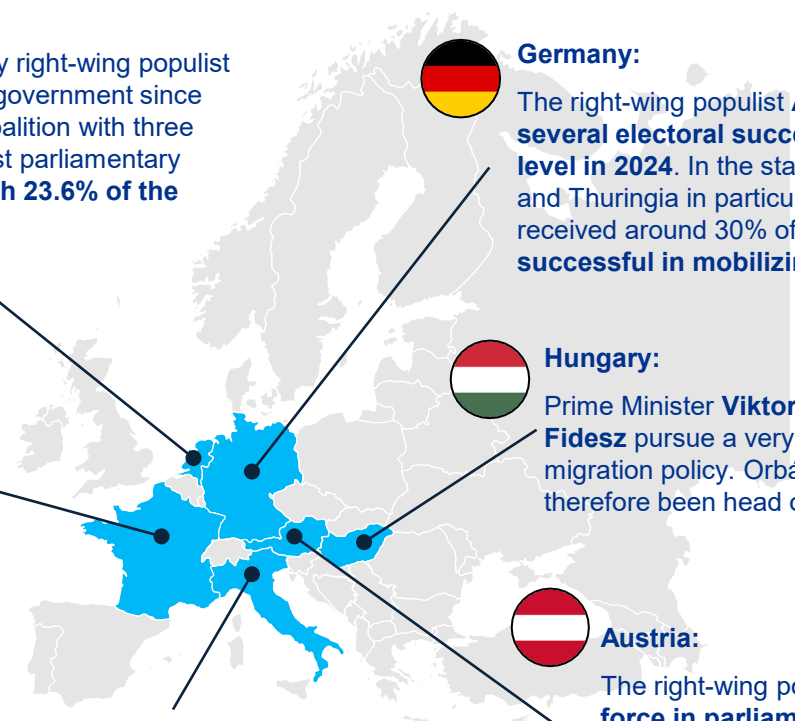 y right-wing populist
government since
alition with three
st parliamentary
h 23.6% of the
Germany:
The right-wing populist
several electoral succ
level in 2024. In the sta
and Thuringia in particu
received around 30% of
successful in mobilizi
Hungary:
Prime Minister Viktor
Fidesz pursue a very
migration policy. Orbá
therefore been head o
Austria:
The right-wing po
force in parliam